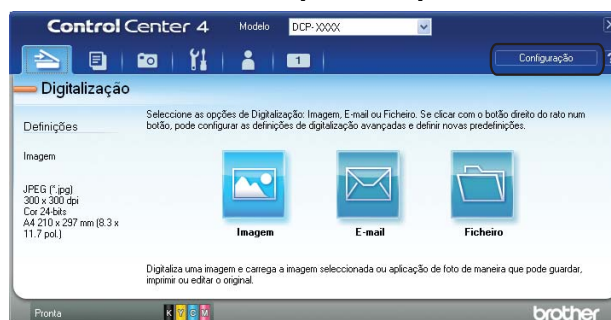 Control Center 4
Modelo DCP-XXXX
1
Configuração
?
Digitalização
Definições
Imagem
JPEG (*.jpg)
300 x 300 dpi
Cor 24-bits
A4 210 x 297 mm (8.3 x
11.7 pol.)
Seleccione as opções de Digitalização: Imagem, E-mail ou Ficheiro. Se clicar com o botão direito do rato num
botão, pode configurar as definições de digitalização avançadas e definir novas predefinições.
Imagem
E-mail
Ficheiro
Digitaliza uma imagem e carrega a imagem seleccionada ou aplicação de foto de maneira que pode guardar,
imprimir ou editar o original.
Pronta
K Y C M
brother